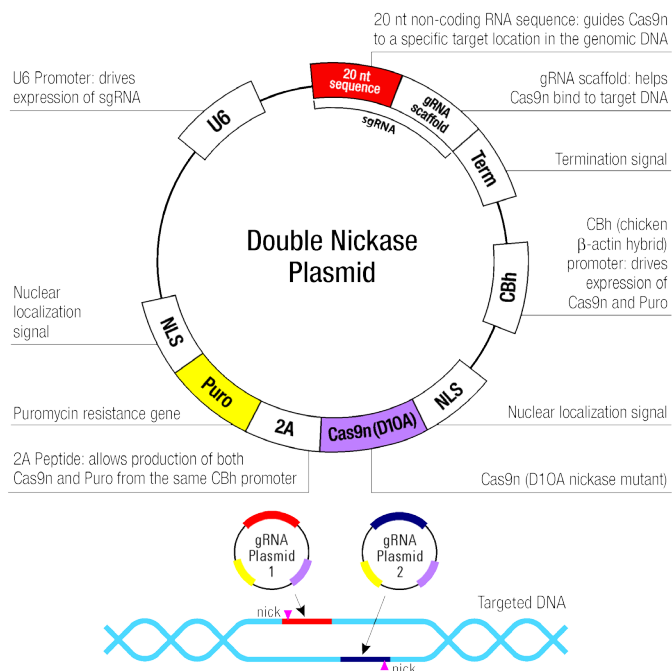 20 nt non-coding RNA sequence: guides Cas9n
to a specific target location in the genomic DNA
U6 Promoter: drives
expression of sgRNA
gRNA scaffold: helps
Cas9n bind to target DNA
20 nt
sequence
gRNA
scaffold
sgRNA
U6
Term
Termination signal
CBh (chicken
β-actin hybrid)
promoter: drives
expression of
Cas9n and Puro
Double Nickase
Plasmid
CBh
Nuclear
localization
signal
NLS
Puro
2A
Cas9n(D10A)
NLS
Puromycin resistance gene
Nuclear localization signal
2A Peptide: allows production of both
Cas9n and Puro from the same CBh promoter
Cas9n (D10A nickase mutant)
gRNA
Plasmid
1
gRNA
Plasmid
2
Targeted DNA
nick
nick